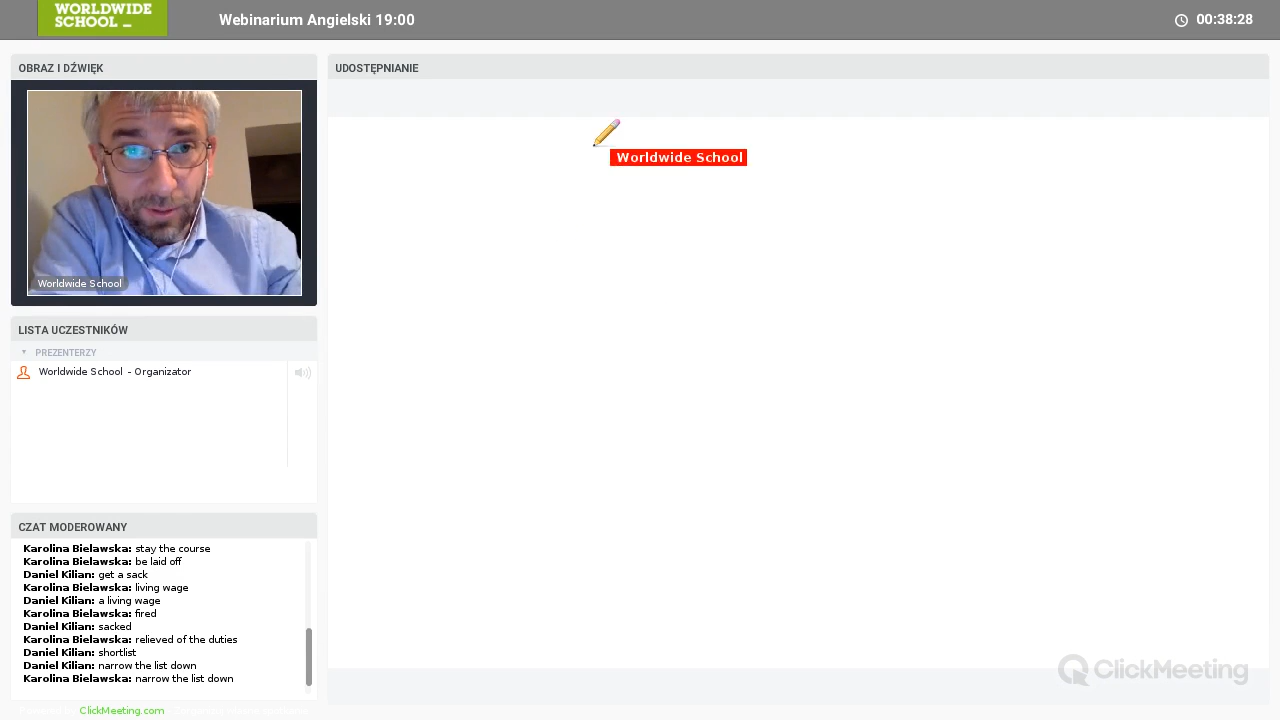 WORLDWIDE
SCHOOL
Webinarium Angielski 19:00
00:38:28
OBRAZ I DŹWIĘK
Worldwide School
LISTA UCZESTNIKÓW
PREZENTERZY
Worldwide School - Organizator
CZAT MODEROWANY
Karolina Bielawska: stay the course
Karolina Bielawska: be laid off
Daniel Kilian: get a sack
Karolina Bielawska: living wage
Daniel Kilian: a living wage
Karolina Bielawska: fired
Daniel Kilian: sacked
Karolina Bielawska: relieved of the duties
Daniel Kilian: shortlist
Daniel Kilian: narrow the list down
Karolina Bielawska: narrow the list down
ClickMeeting.com
UDOSTĘPNIANIE
Worldwide School
ClickMeeting